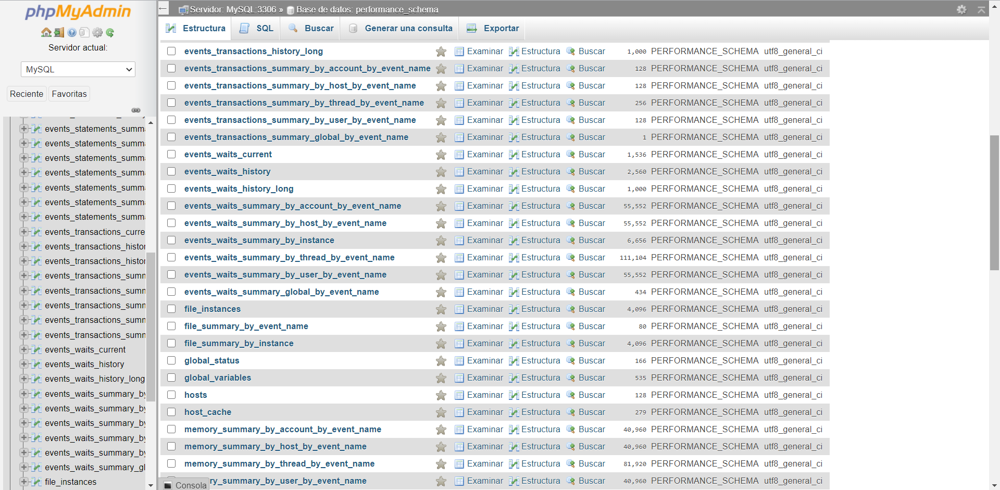 phpMyAdmin
Servidor actual:
MySQL
Reciente Favoritas
events_statements_summ
events_statements_summ
events_statements_summ
events_statements_summ
events_statements_summ
events_statements_summ
events_statements_summ
events_transactions_curre
events_transactions_histor
events_transactions_histor
events_transactions_summ
events_transactions_summ
events_transactions_summ
events_transactions_summ
events_transactions_summ
events_waits_current
events_waits_history
events_waits_history_long
events_waits_summary_by
events_waits_summary_by
events_waits_summary_by
events_waits_summary_by
events_waits_summary_by
events_waits_summary_gl
file_instances
Servidor: MySQL:3306 » Base de datos: performance_schema
Estructura SQL Buscar Generar una consulta Exportar
events_transactions_history_long Examinar Estructura Buscar 1,000 PERFORMANCE_SCHEMA utf8_general_ci
events_transactions_summary_by_account_by_event_name Examinar Estructura Buscar 128 PERFORMANCE_SCHEMA utf8_general_ci
events_transactions_summary_by_host_by_event_name Examinar Estructura Buscar 128 PERFORMANCE_SCHEMA utf8_general_ci
events_transactions_summary_by_thread_by_event_name Examinar Estructura Buscar 256 PERFORMANCE_SCHEMA utf8_general_ci
events_transactions_summary_by_user_by_event_name Examinar Estructura Buscar 128 PERFORMANCE_SCHEMA utf8_general_ci
events_transactions_summary_global_by_event_name Examinar Estructura Buscar 1 PERFORMANCE_SCHEMA utf8_general_ci
events_waits_current Examinar Estructura Buscar 1,536 PERFORMANCE_SCHEMA utf8_general_ci
events_waits_history Examinar Estructura Buscar 2,560 PERFORMANCE_SCHEMA utf8_general_ci
events_waits_history_long Examinar Estructura Buscar 1,000 PERFORMANCE_SCHEMA utf8_general_ci
events_waits_summary_by_account_by_event_name Examinar Estructura Buscar 55,552 PERFORMANCE_SCHEMA utf8_general_ci
events_waits_summary_by_host_by_event_name Examinar Estructura Buscar 55,552 PERFORMANCE_SCHEMA utf8_general_ci
events_waits_summary_by_instance Examinar Estructura Buscar 6,656 PERFORMANCE_SCHEMA utf8_general_ci
events_waits_summary_by_thread_by_event_name Examinar Estructura Buscar 111,104 PERFORMANCE_SCHEMA utf8_general_ci
events_waits_summary_by_user_by_event_name Examinar Estructura Buscar 55,552 PERFORMANCE_SCHEMA utf8_general_ci
events_waits_summary_global_by_event_name Examinar Estructura Buscar 434 PERFORMANCE_SCHEMA utf8_general_ci
file_instances Examinar Estructura Buscar 4,096 PERFORMANCE_SCHEMA utf8_general_ci
file_summary_by_event_name Examinar Estructura Buscar 80 PERFORMANCE_SCHEMA utf8_general_ci
file_summary_by_instance Examinar Estructura Buscar 4,096 PERFORMANCE_SCHEMA utf8_general_ci
global_status Examinar Estructura Buscar 166 PERFORMANCE_SCHEMA utf8_general_ci
global_variables Examinar Estructura Buscar 535 PERFORMANCE_SCHEMA utf8_general_ci
hosts Examinar Estructura Buscar 128 PERFORMANCE_SCHEMA utf8_general_ci
host_cache Examinar Estructura Buscar 279 PERFORMANCE_SCHEMA utf8_general_ci
memory_summary_by_account_by_event_name Examinar Estructura Buscar 40,960 PERFORMANCE_SCHEMA utf8_general_ci
memory_summary_by_host_by_event_name Examinar Estructura Buscar 40,960 PERFORMANCE_SCHEMA utf8_general_ci
memory_summary_by_thread_by_event_name Examinar Estructura Buscar 81,920 PERFORMANCE_SCHEMA utf8_general_ci
ry_summary_by_user_by_event_name Examinar Estructura Buscar 40,960 PERFORMANCE_SCHEMA utf8_general_ci
Consola